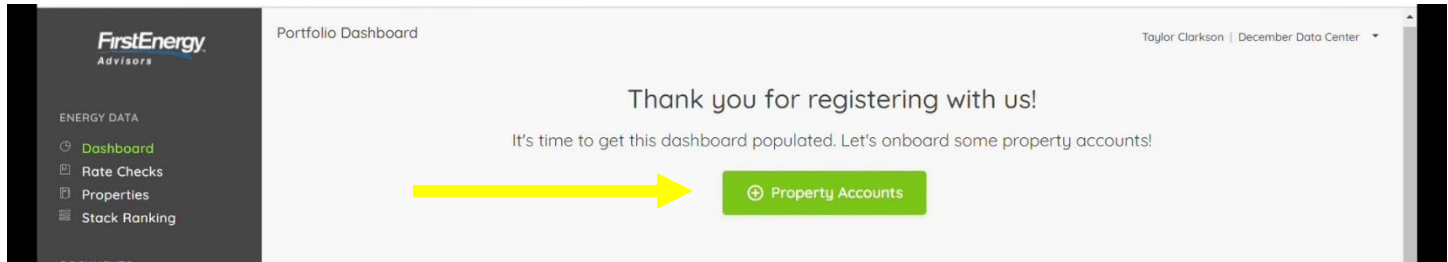 FirstEnergy
Advisors
Portfolio Dashboard
Taylor Clarkson | December Data Center
Thank you for registering with us!
It's time to get this dashboard populated. Let's onboard some property accounts!
Property Accounts
ENERGY DATA
Dashboard
Rate Checks
Properties
Stack Ranking